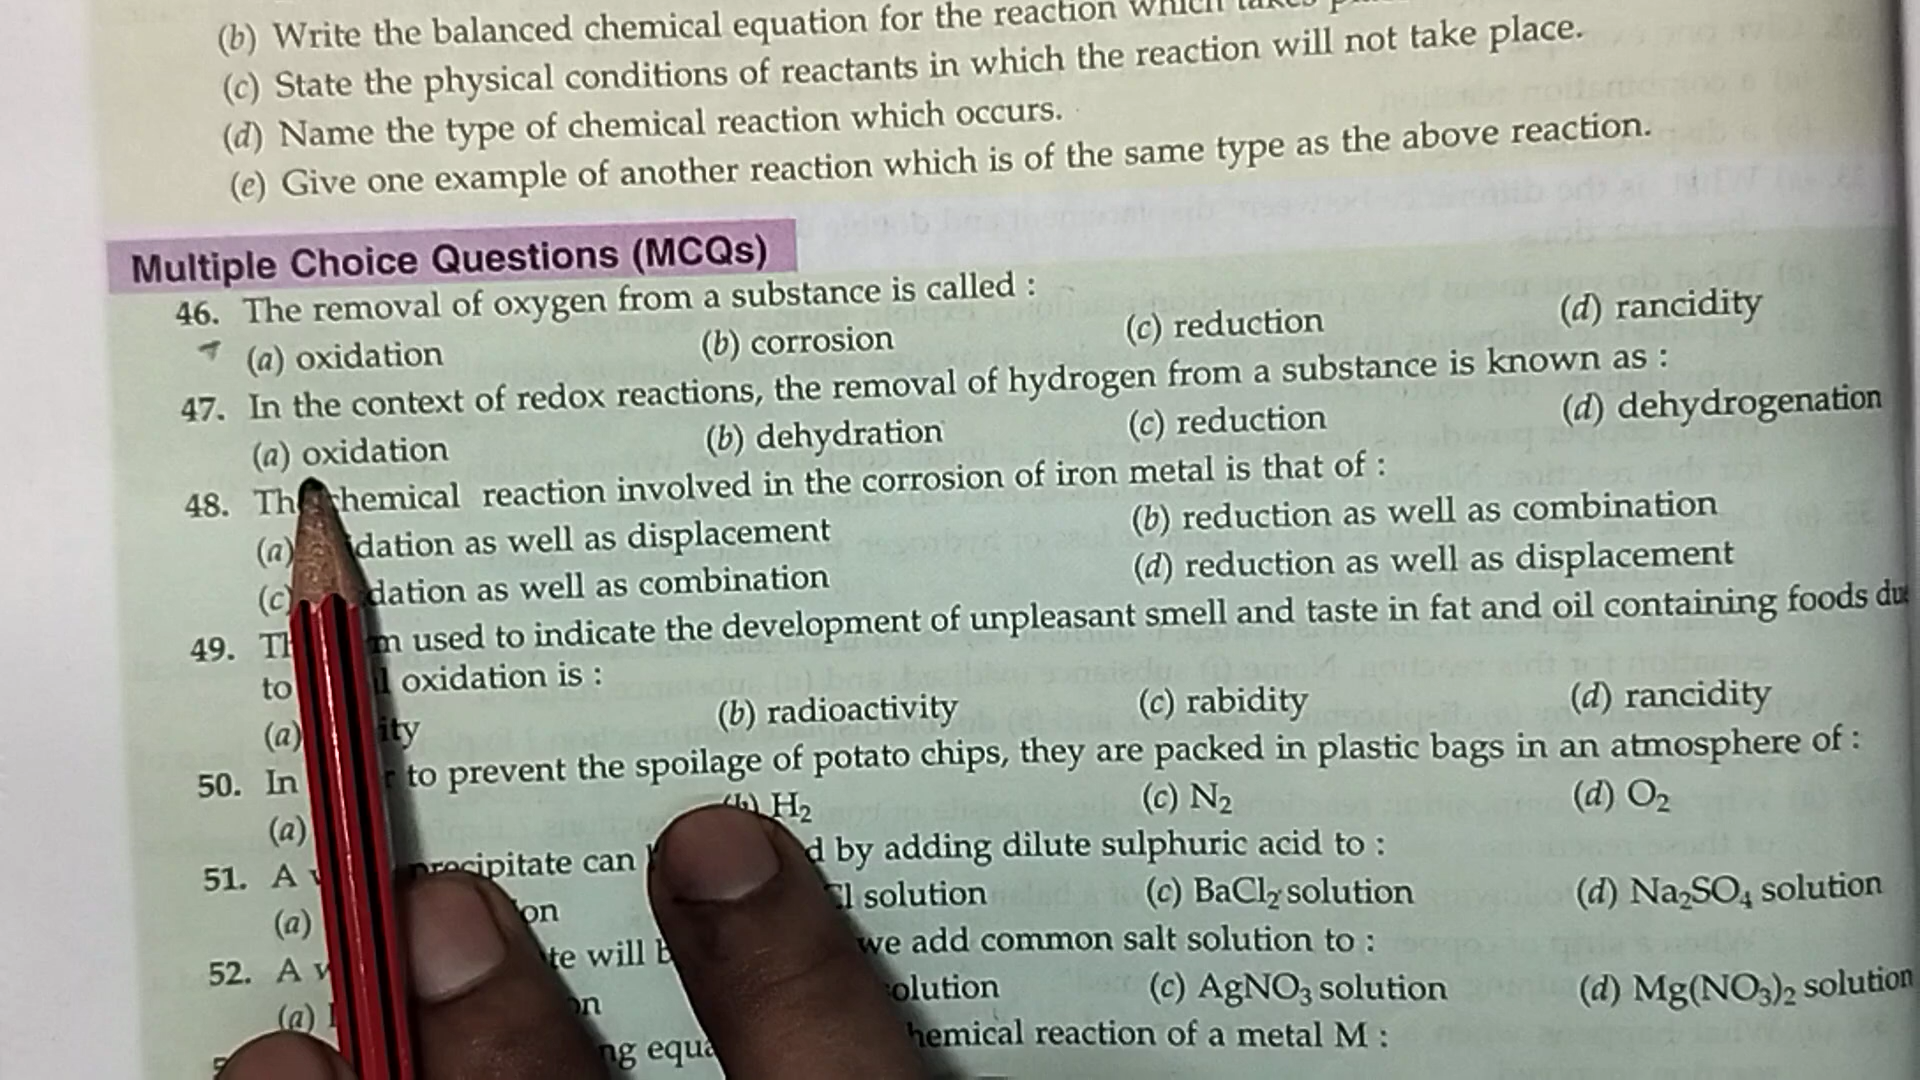 (b) Write the balanced chemical equation for the reaction which takes
(c) State the physical conditions of reactants in which the reaction will not take place.
(d) Name the type of chemical reaction which occurs.
(e) Give one example of another reaction which is of the same type as the above reaction.
Multiple Choice Questions (MCQs)
46. The removal of oxygen from a substance is called :
(a) oxidation (b) corrosion (c) reduction (d) rancidity
47. In the context of redox reactions, the removal of hydrogen from a substance is known as :
(a) oxidation (b) dehydration (c) reduction (d) dehydrogenation
48. The chemical reaction involved in the corrosion of iron metal is that of :
(a) dation as well as displacement (b) reduction as well as combination
(c) dation as well as combination (d) reduction as well as displacement
49. used to indicate the development of unpleasant smell and taste in fat and oil containing foods due
to oxidation is :
(a) ity (b) radioactivity (c) rabidity (d) rancidity
50. In to prevent the spoilage of potato chips, they are packed in plastic bags in an atmosphere of :
(a) (b) H₂ (c) N₂ (d) O₂
51. A precipitate can by adding dilute sulphuric acid to :
(a) on solution (c) BaCl₂ solution (d) Na₂SO₄ solution
52. A te will we add common salt solution to :
(a) on olution (c) AgNO₃ solution (d) Mg(NO₃)₂ solution
ng equa hemical reaction of a metal M :